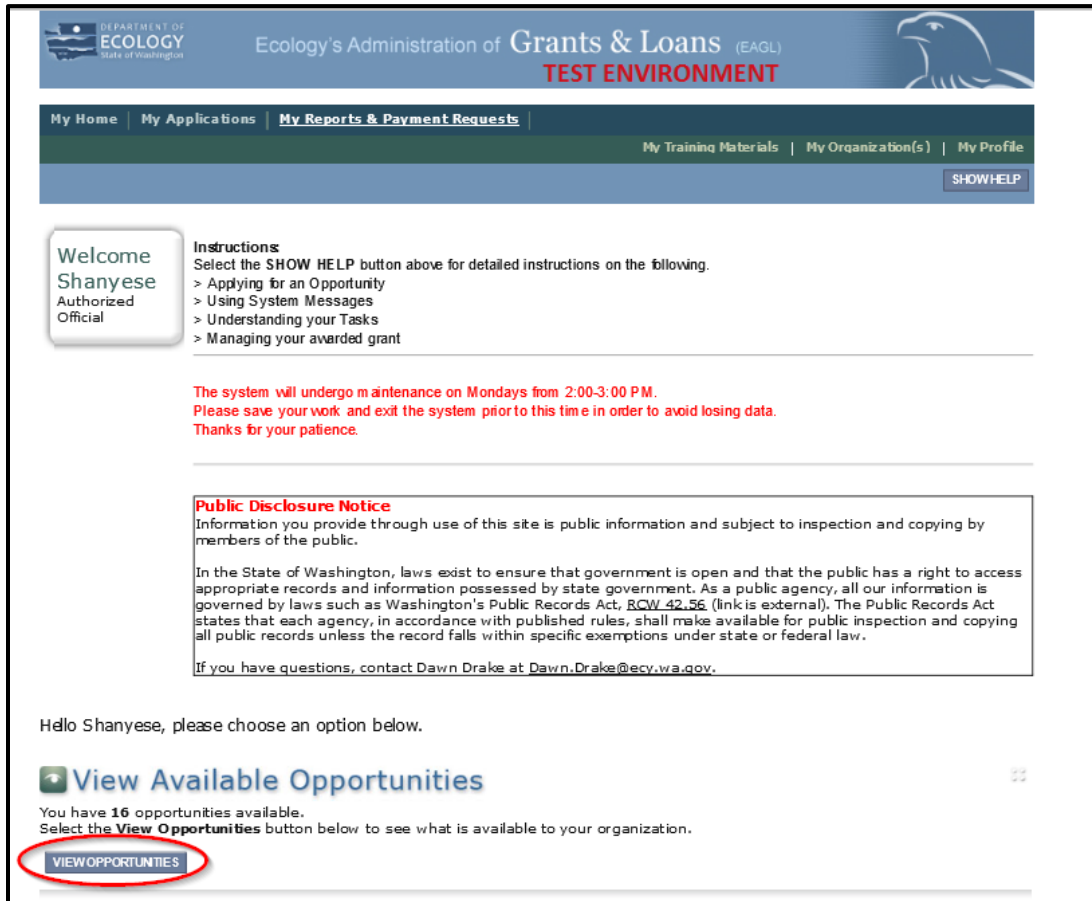 DEPARTMENT OF
ECOLOGY
State of Washington
Ecology's Administration of Grants & Loans (EAGL)
TEST ENVIRONMENT
My Home | My Applications | My Reports & Payment Requests |
My Training Materials | My Organization(s) | My Profile
SHOW HELP
Welcome
Shanyese
Authorized
Official
Instructions:
Select the SHOW HELP button above for detailed instructions on the following.
> Applying for an Opportunity
> Using System Messages
> Understanding your Tasks
> Managing your awarded grant
The system will undergo maintenance on Mondays from 2:00-3:00 PM.
Please save your work and exit the system prior to this time in order to avoid losing data.
Thanks for your patience.
Public Disclosure Notice
Information you provide through use of this site is public information and subject to inspection and copying by
members of the public.
In the State of Washington, laws exist to ensure that government is open and that the public has a right to access
appropriate records and information possessed by state government. As a public agency, all our information is
governed by laws such as Washington's Public Records Act, RCW 42.56 (link is external). The Public Records Act
states that each agency, in accordance with published rules, shall make available for public inspection and copying
all public records unless the record falls within specific exemptions under state or federal law.
If you have questions, contact Dawn Drake at Dawn.Drake@ecy.wa.gov.
Hello Shanyese, please choose an option below.
View Available Opportunities
You have 16 opportunities available.
Select the View Opportunities button below to see what is available to your organization.
VIEW OPPORTUNITIES